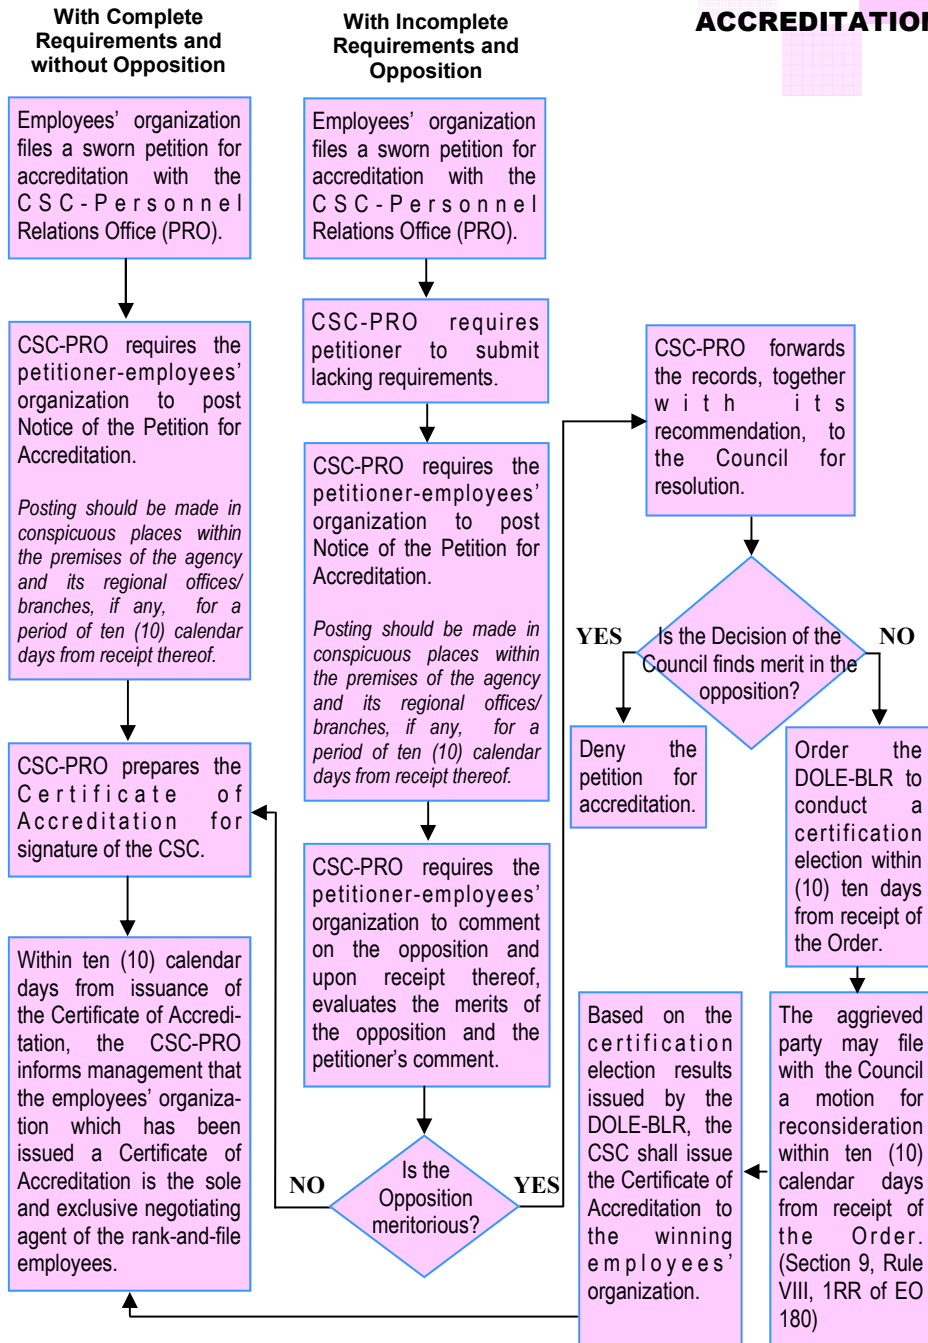 ACCREDITATION
With Complete
Requirements and
without Opposition
Employees’ organization
files a sworn petition for
accreditation with the
CSC-Personnel
Relations Office (PRO).
CSC-PRO requires the
petitioner-employees’
organization to post
Notice of the Petition for
Accreditation.
Posting should be made in
conspicuous places within
the premises of the agency
and its regional offices/
branches, if any, for a
period of ten (10) calendar
days from receipt thereof.
CSC-PRO prepares the
Certificate of
Accreditation for
signature of the CSC.
Within ten (10) calendar
days from issuance of
the Certificate of Accredi-
tation, the CSC-PRO
informs management that
the employees’ organiza-
tion which has been
issued a Certificate of
Accreditation is the sole
and exclusive negotiating
agent of the rank-and-file
employees.
With Incomplete
Requirements and
Opposition
Employees’ organization
files a sworn petition for
accreditation with the
CSC-Personnel
Relations Office (PRO).
CSC-PRO requires
petitioner to submit
lacking requirements.
CSC-PRO requires the
petitioner-employees’
organization to post
Notice of the Petition for
Accreditation.
Posting should be made in
conspicuous places within
the premises of the agency
and its regional offices/
branches, if any, for a
period of ten (10) calendar
days from receipt thereof.
CSC-PRO requires the
petitioner-employees’
organization to comment
on the opposition and
upon receipt thereof,
evaluates the merits of
the opposition and the
petitioner’s comment.
NO
Is the
Opposition
meritorious?
YES
CSC-PRO forwards
the records, together
with its
recommendation, to
the Council for
resolution.
YES
Is the Decision of the
Council finds merit in the
opposition?
NO
Deny the
petition for
accreditation.
Order the
DOLE-BLR to
conduct a
certification
election within
(10) ten days
from receipt of
the Order.
The aggrieved
party may file
with the Council
a motion for
reconsideration
within ten (10)
calendar days
from receipt of
the Order.
(Section 9, Rule
VIII, 1RR of EO
180)
Based on the
certification
election results
issued by the
DOLE-BLR, the
CSC shall issue
the Certificate of
Accreditation to
the winning
employees’
organization.